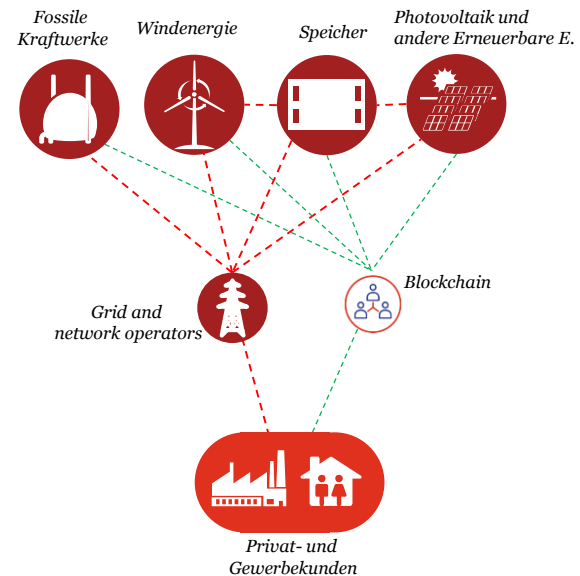 Fossile
Kraftwerke
Windenergie
Speicher
Photovoltaik und
andere Erneuerbare E.
Grid and
network operators
Blockchain
Privat- und
Gewerbekunden